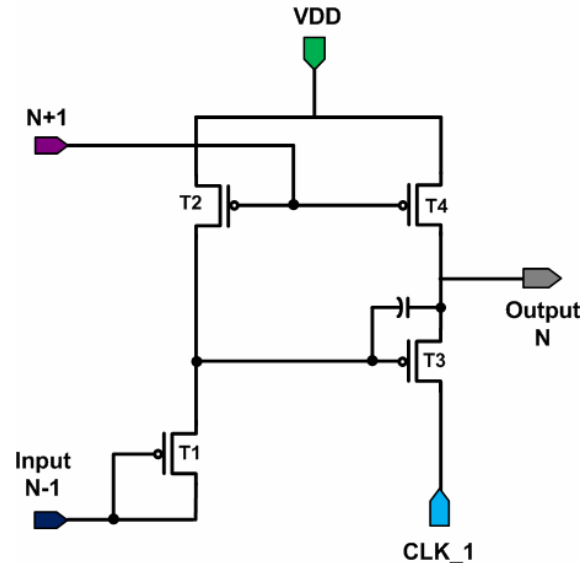 VDD
N+1
T2
T4
Output
N
T3
T1
Input
N-1
CLK_1